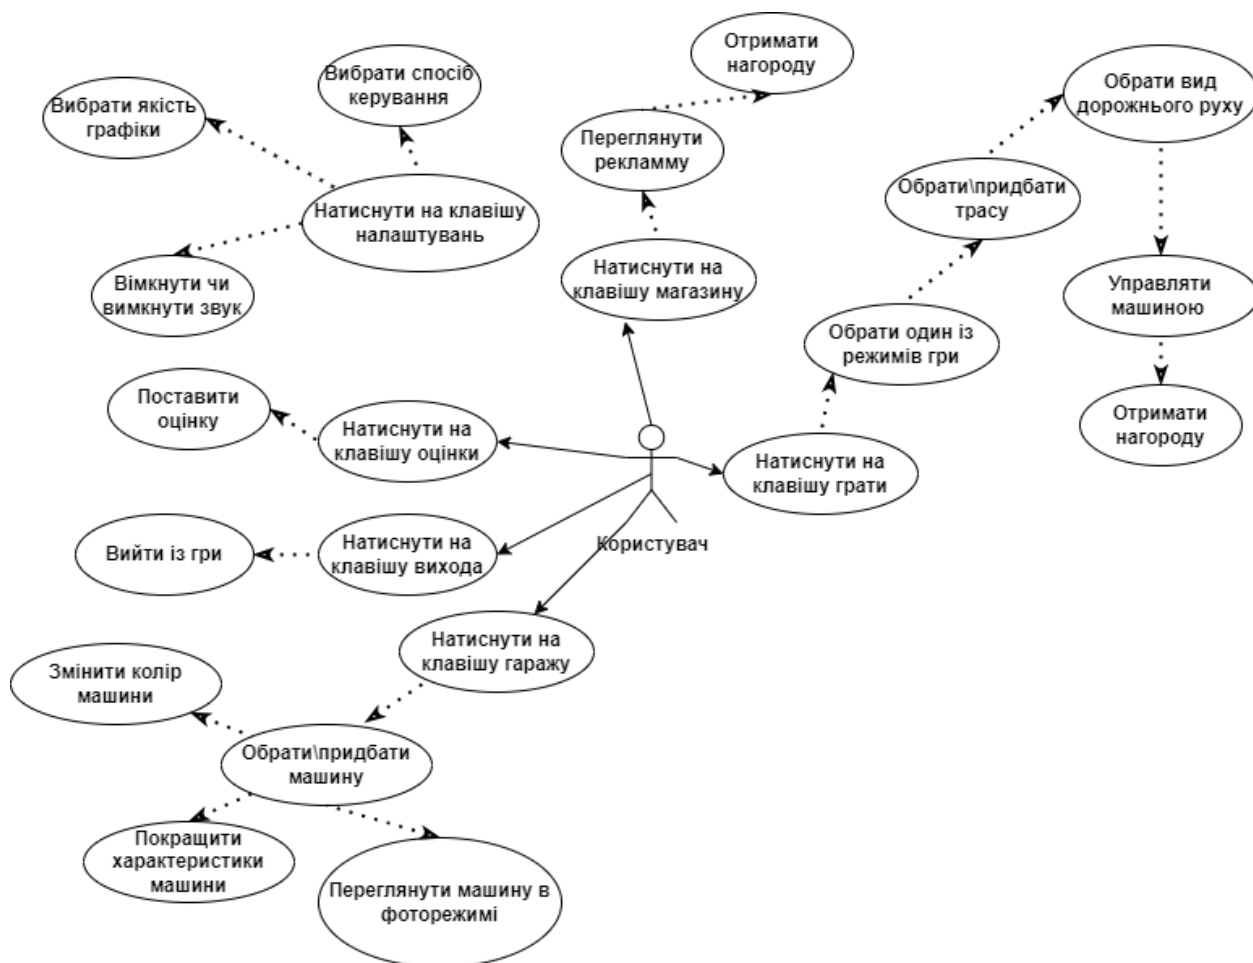 Отримати
нагороду
Вибрати спосіб
керування
Обрати вид
дорожнього руху
Вибрати якість
графіки
Переглянути
рекламму
Обрати\придбати
трасу
Натиснути на клавішу
налаштувань
Натиснути на
клавішу магазину
Вімкнути чи
вимкнути звук
Управляти
машиною
Обрати один із
режимів гри
Поставити
оцінку
Отримати
нагороду
Натиснути на
клавішу оцінки
Натиснути на
клавішу грати
Користувач
Вийти із гри
Натиснути на
клавішу вихода
Натиснути на
клавішу гаражу
Змінити колір
машини
Обрати\придбати
машину
Покращити
характеристики
машини
Переглянути машину в
фоторежимі